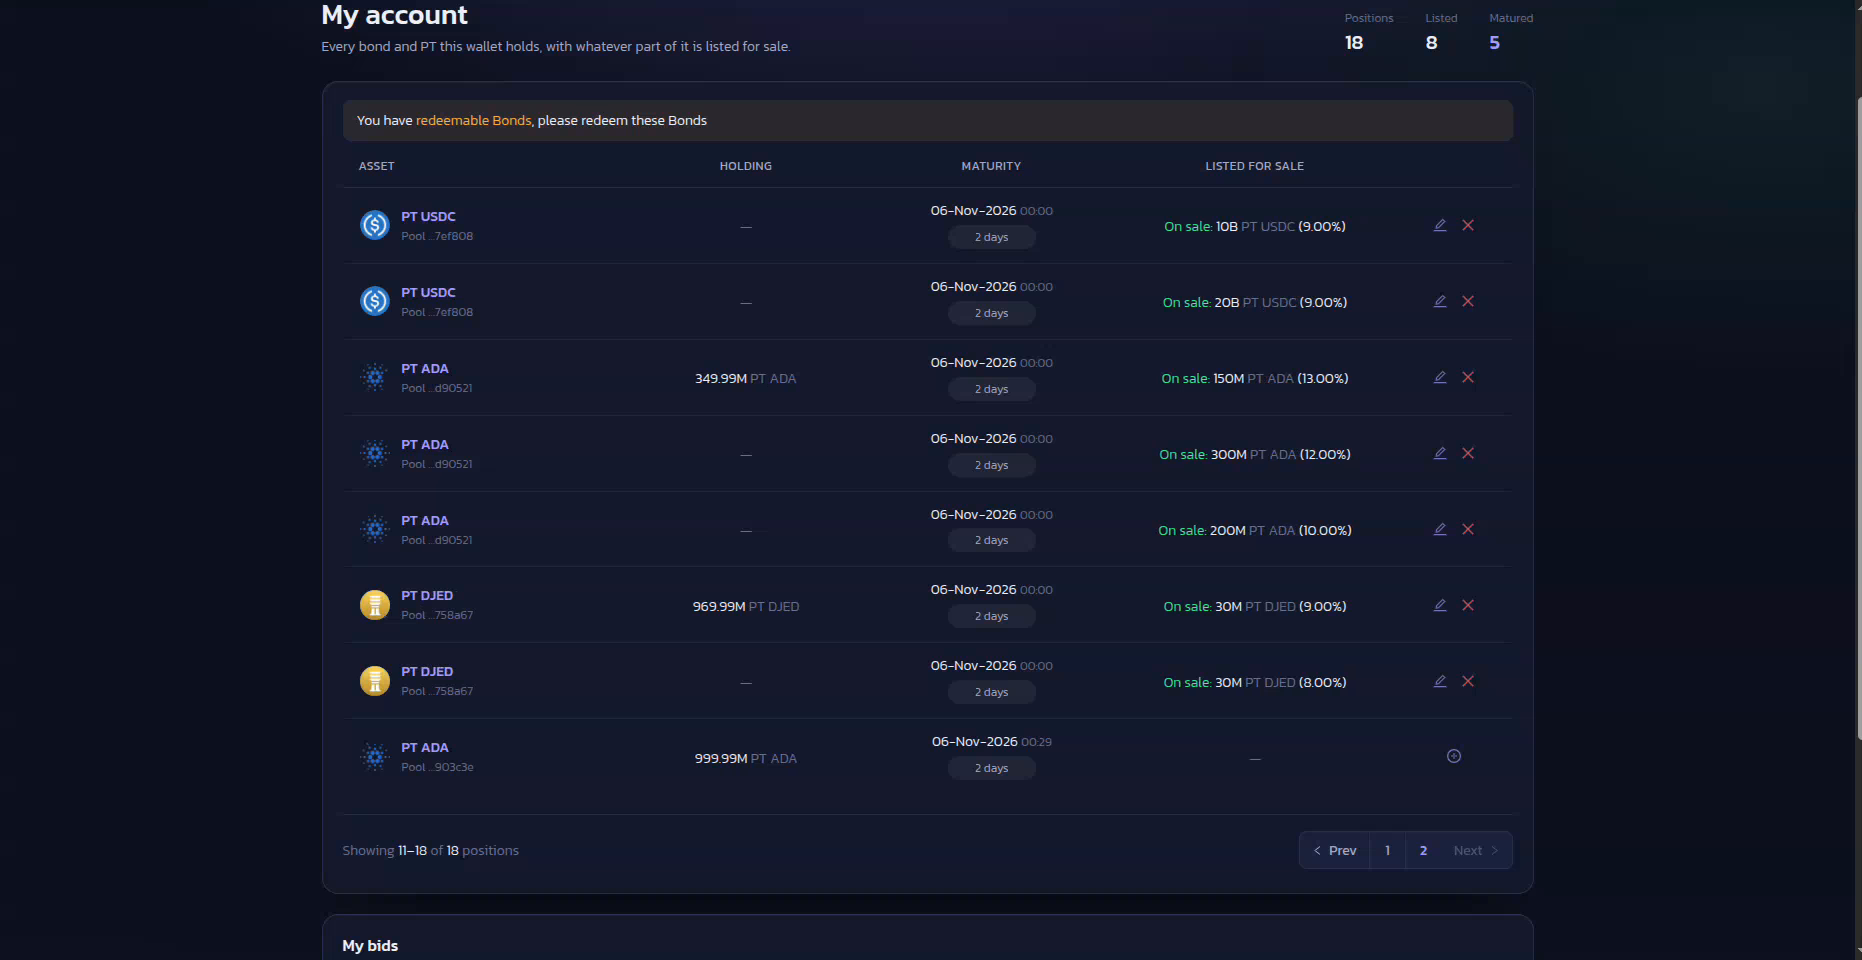 My account
Every bond and PT this wallet holds, with whatever part of it is listed for sale.
Positions Listed Matured
18 8 5
You have redeemable Bonds, please redeem these Bonds
ASSET HOLDING MATURITY LISTED FOR SALE
PT USDC
Pool ...7ef808
—
06-Nov-2026 00:00
2 days
On sale: 10B PT USDC (9.00%)
PT USDC
Pool ...7ef808
—
06-Nov-2026 00:00
2 days
On sale: 20B PT USDC (9.00%)
PT ADA
Pool ...d90521
349.99M PT ADA
06-Nov-2026 00:00
2 days
On sale: 150M PT ADA (13.00%)
PT ADA
Pool ...d90521
—
06-Nov-2026 00:00
2 days
On sale: 300M PT ADA (12.00%)
PT ADA
Pool ...d90521
—
06-Nov-2026 00:00
2 days
On sale: 200M PT ADA (10.00%)
PT DJED
Pool ...758a67
969.99M PT DJED
06-Nov-2026 00:00
2 days
On sale: 30M PT DJED (9.00%)
PT DJED
Pool ...758a67
—
06-Nov-2026 00:00
2 days
On sale: 30M PT DJED (8.00%)
PT ADA
Pool ...903c3e
999.99M PT ADA
06-Nov-2026 00:29
2 days
—
Showing 11–18 of 18 positions
< Prev 1 2 Next >
My bids